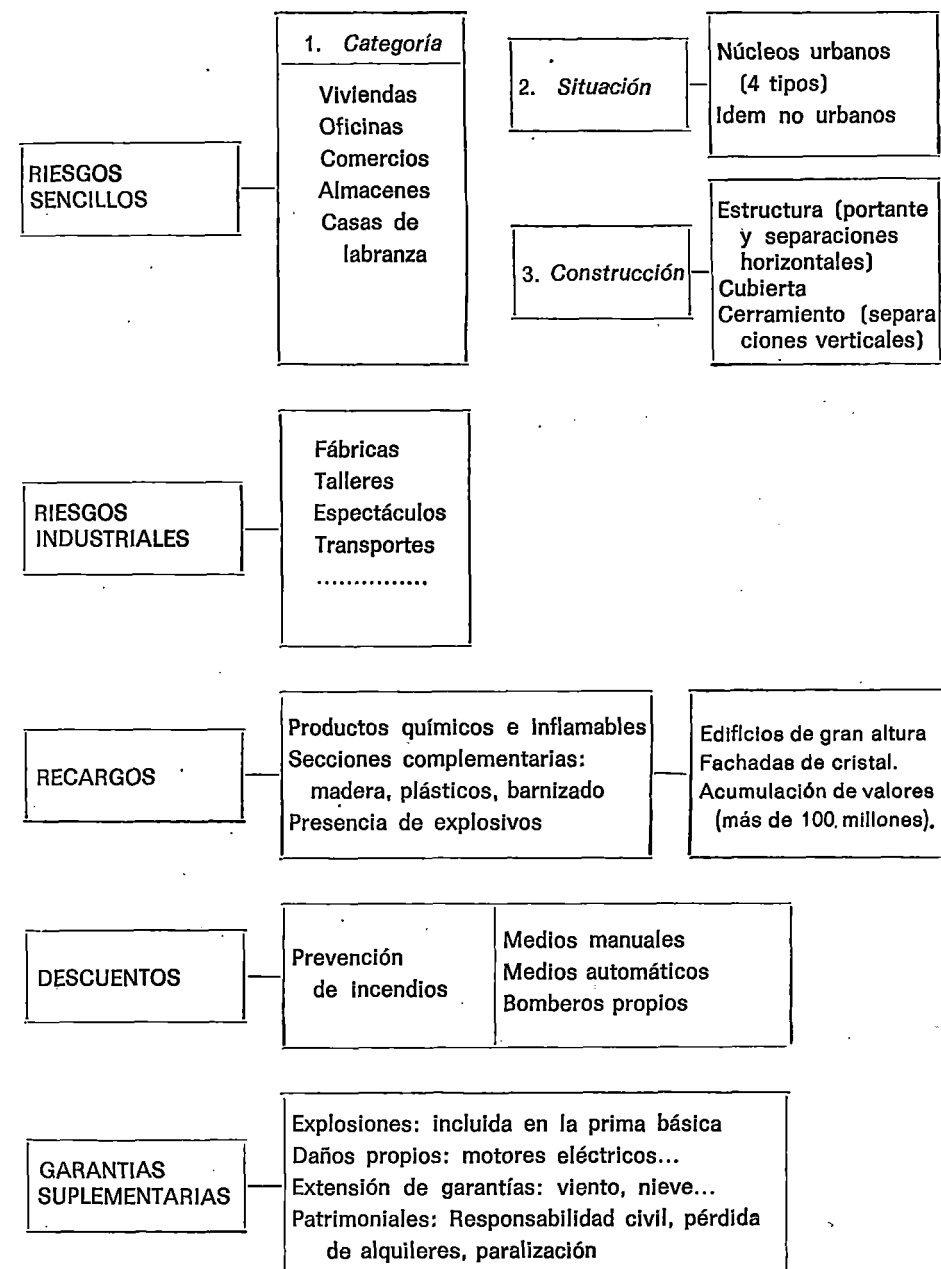 RIESGOS
SENCILLOS
1. Categoría
Viviendas
Oficinas
Comercios
Almacenes
Casas de
labranza
2. Situación
Núcleos urbanos
(4 tipos)
Idem no urbanos
3. Construcción
Estructura (portante
y separaciones
horizontales)
Cubierta
Cerramiento (separa
ciones verticales)
RIESGOS
INDUSTRIALES
Fábricas
Talleres
Espectáculos
Transportes
...............
RECARGOS
Productos químicos e inflamables
Secciones complementarias:
madera, plásticos, barnizado
Presencia de explosivos
Edificios de gran altura
Fachadas de cristal.
Acumulación de valores
(más de 100 millones).
DESCUENTOS
Prevención
de incendios
Medios manuales
Medios automáticos
Bomberos propios
GARANTIAS
SUPLEMENTARIAS
Explosiones: incluida en la prima básica
Daños propios: motores eléctricos...
Extensión de garantías: viento, nieve...
Patrimoniales: Responsabilidad civil, pérdida
de alquileres, paralización